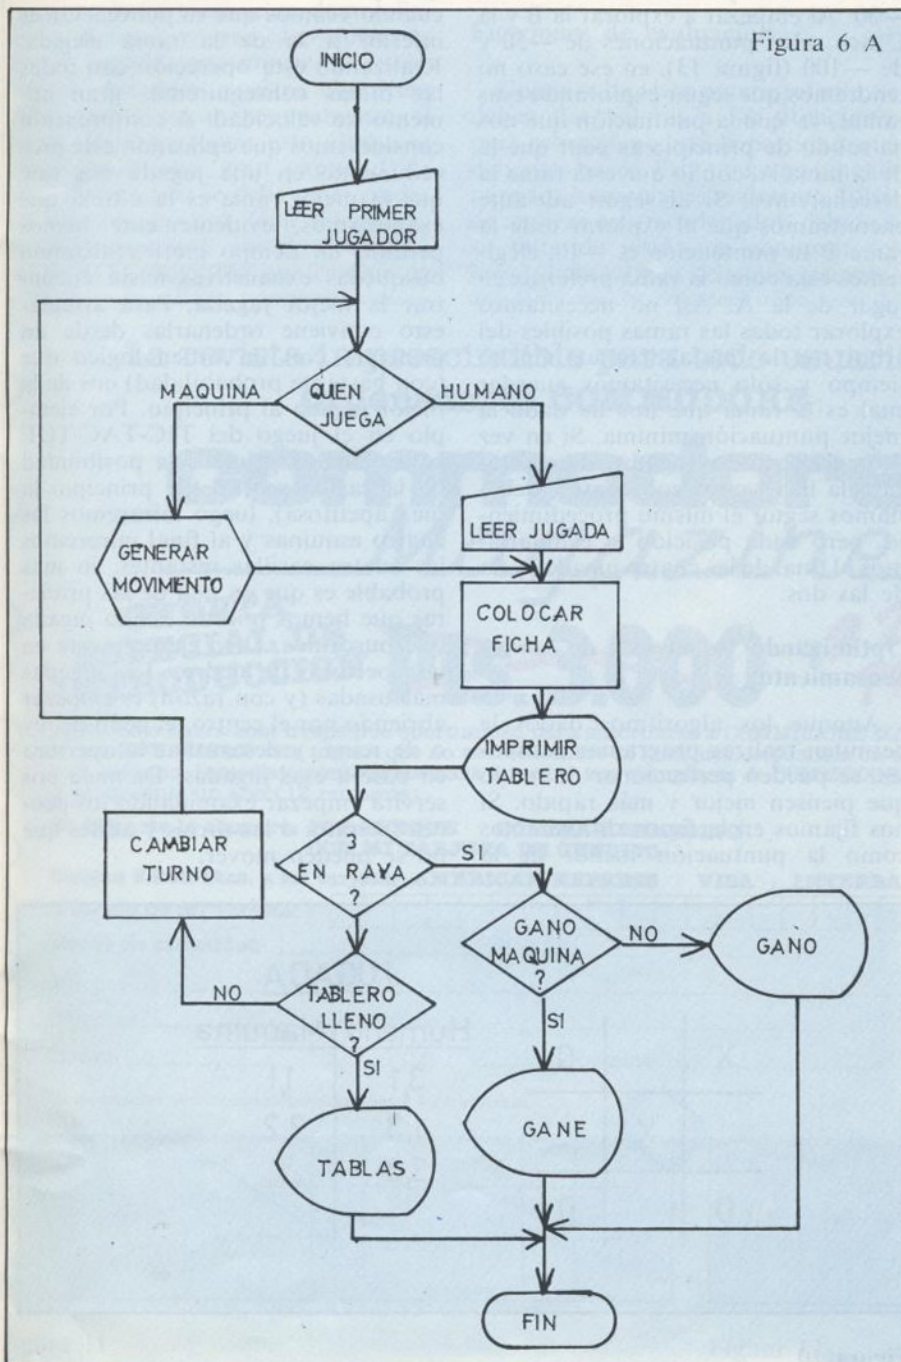 Figura 6 A
INICIO
LEER PRIMER
JUGADOR
MAQUINA
QUIEN
JUEGA
HUMANO
GENERAR
MOVIMIENTO
LEER JUGADA
COLOCAR
FICHA
IMPRIMIR
TABLERO
CAMBIAR
TURNO
3
EN RAYA
?
SI
GANO
MAQUINA
?
NO
GANO
NO
TABLERO
LLENO
?
SI
SI
TABLAS
GANE
FIN